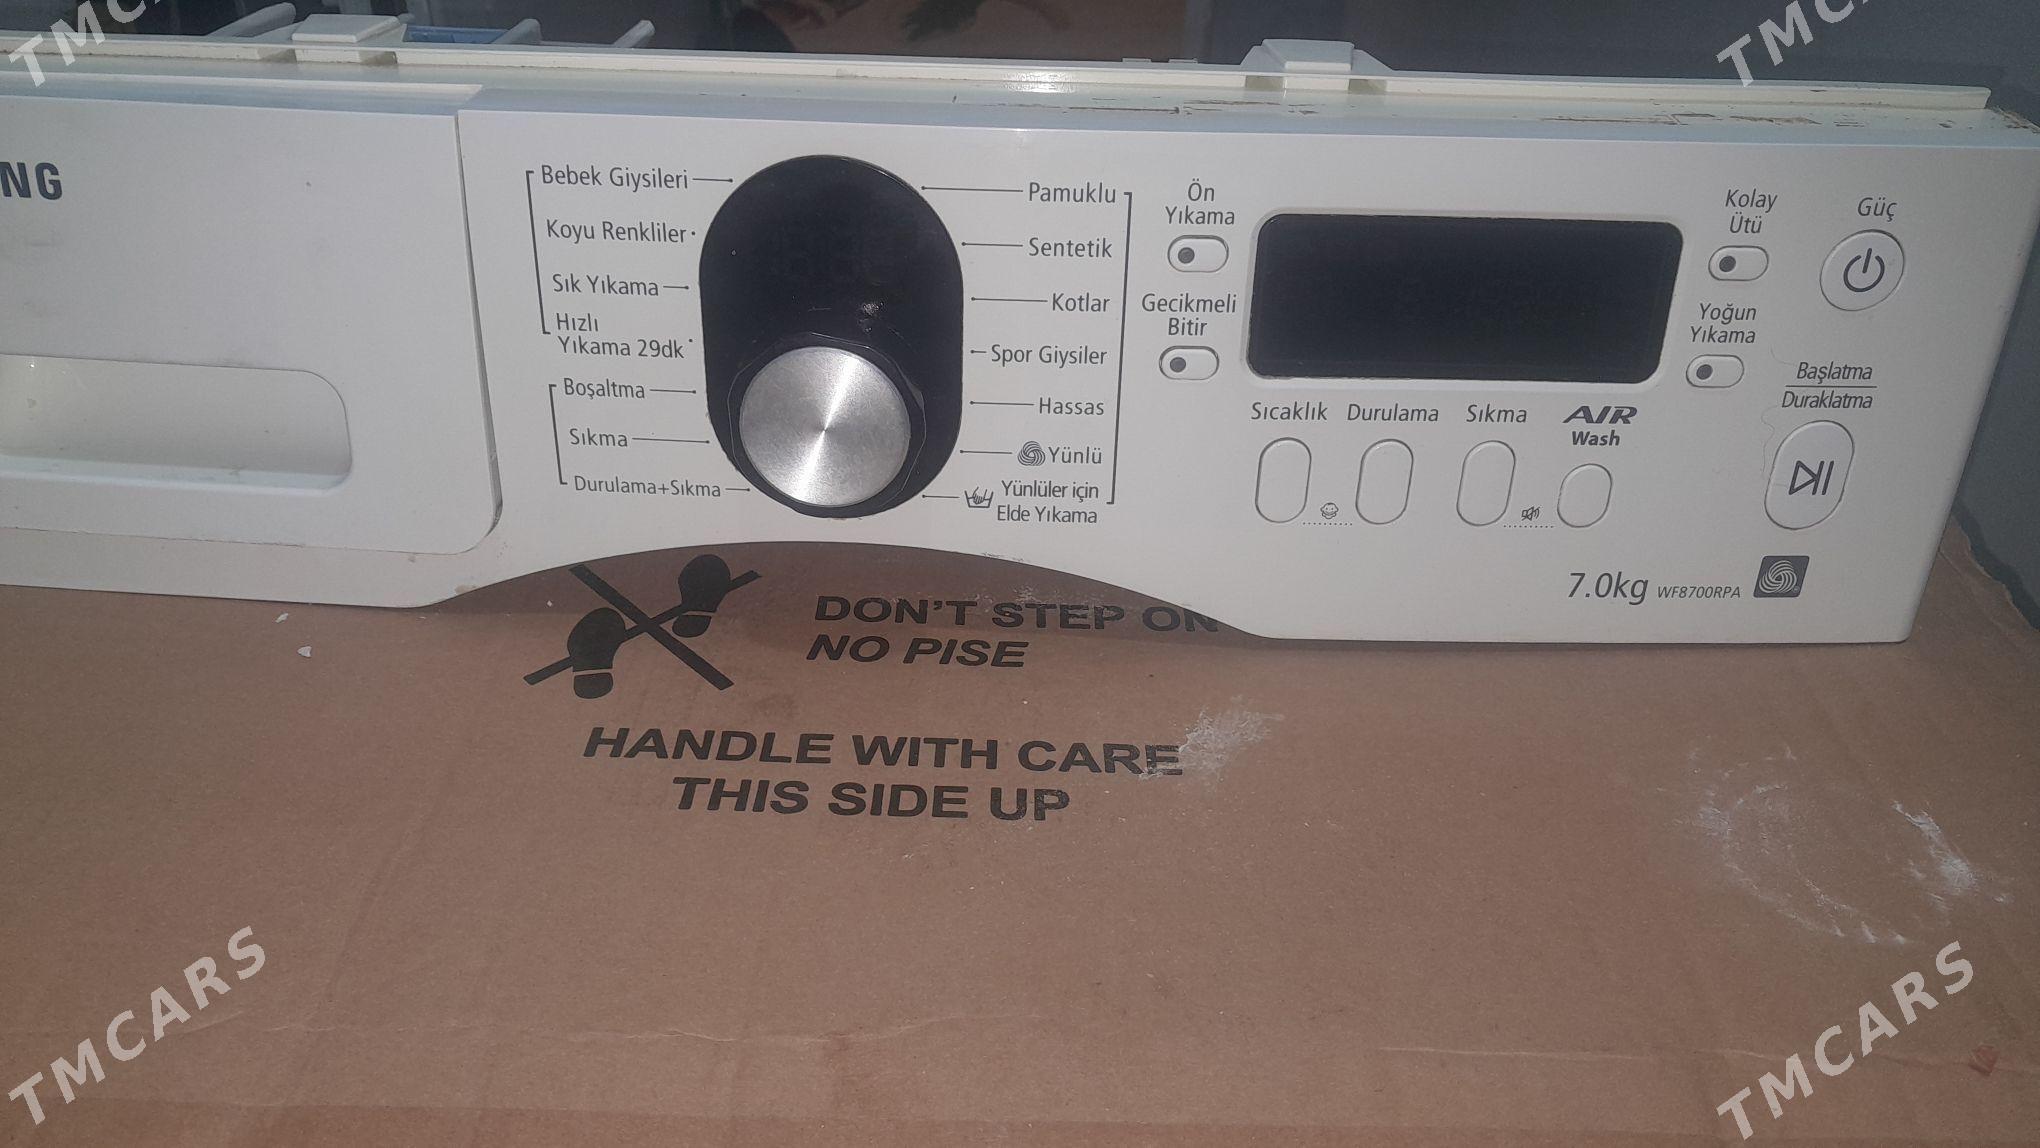 TMCARS
TMCARS
NG
Bebek Giysileri
Koyu Renkliler
Sık Yıkama
Hızlı
Yıkama 29dk
Boşaltma
Sıkma
Durulama+Sıkma
Pamuklu
Sentetik
Kotlar
Spor Giysiler
Hassas
Yünlü
Yünlüler için
Elde Yıkama
Ön
Yıkama
Gecikmeli
Bitir
Kolay
Ütü
Yoğun
Yıkama
Güç
Başlatma
Duraklatma
Sıcaklık
Durulama
Sıkma
AIR
Wash
7.0kg WF8700RPA
DON'T STEP ON
NO PISE
HANDLE WITH CARE
THIS SIDE UP
TMCARS
TMCARS